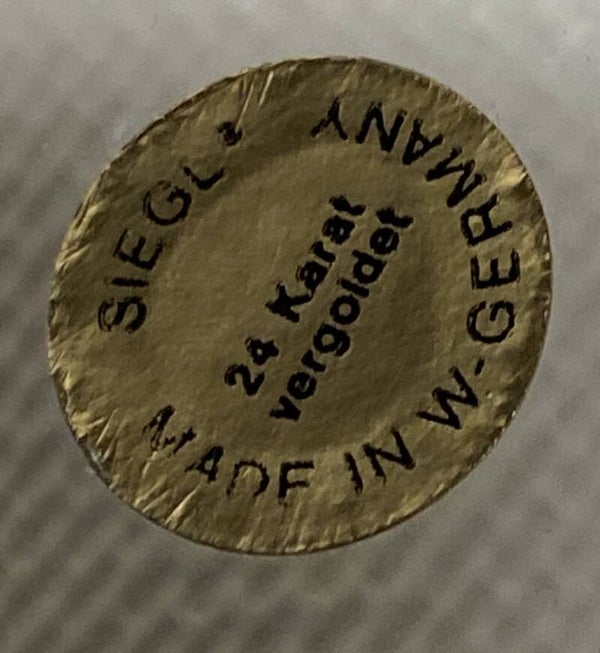 SIEGL
24 Karat
vergoldet
MADE IN W-GERMANY